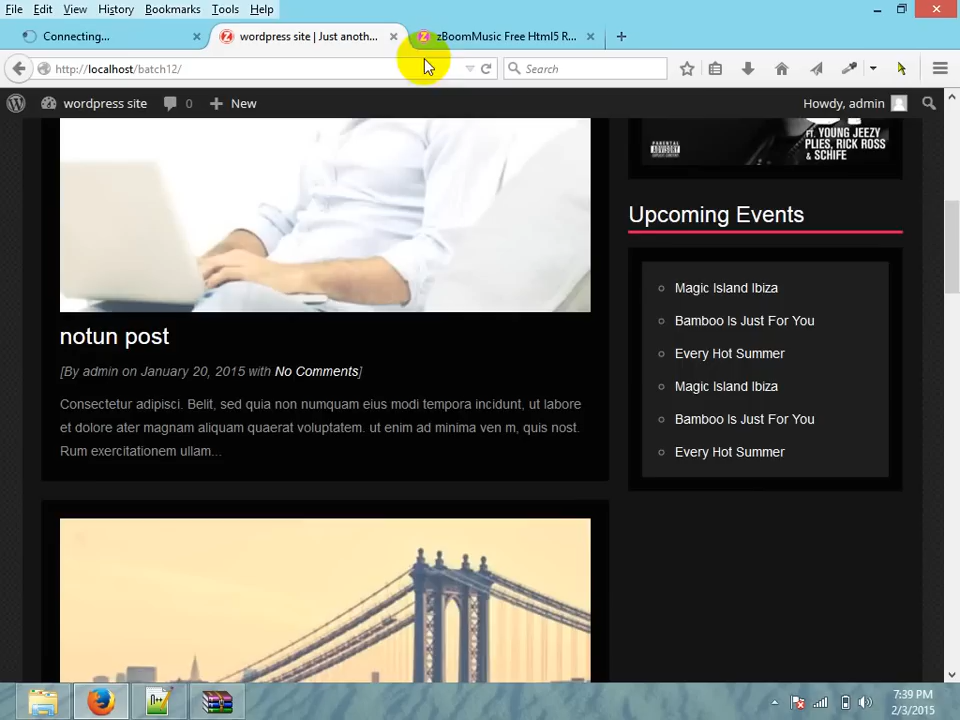 File Edit View History Bookmarks Tools Help
Connecting...
wordpress site | Just anoth...
zBoomMusic Free Html5 R...
http://localhost/batch12/
Search
wordpress site 0 New
Howdy, admin
PARENTAL ADVISORY
FT. YOUNG JEEZY
PLIES, RICK ROSS
& SCHIFE
Upcoming Events
Magic Island Ibiza
Bamboo Is Just For You
Every Hot Summer
Magic Island Ibiza
Bamboo Is Just For You
Every Hot Summer
notun post
[By admin on January 20, 2015 with No Comments]
Consectetur adipisci. Belit, sed quia non numquam eius modi tempora incidunt, ut labore
et dolore ater magnam aliquam quaerat voluptatem. ut enim ad minima ven m, quis nost.
Rum exercitationem ullam...
7:39 PM
2/3/2015